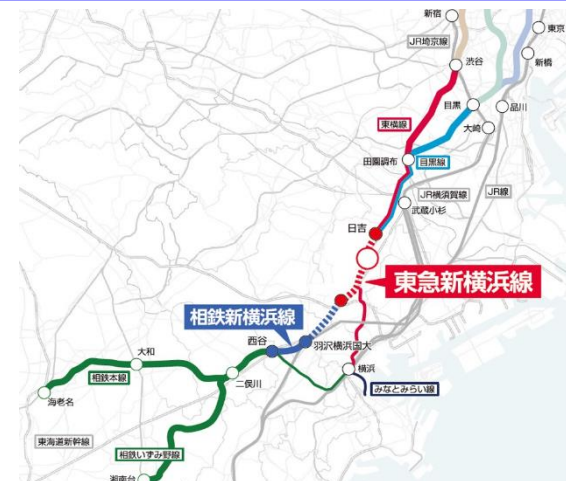 新宿
東京
JR埼京線
渋谷
新橋
目黒
品川
東横線
大崎
田園調布
目黒線
JR横須賀線
JR線
武蔵小杉
日吉
東急新横浜線
相鉄新横浜線
西谷
羽沢横浜国大
大和
二俣川
横浜
相鉄本線
みなとみらい線
海老名
東海道新幹線
相鉄いずみ野線
湘南台